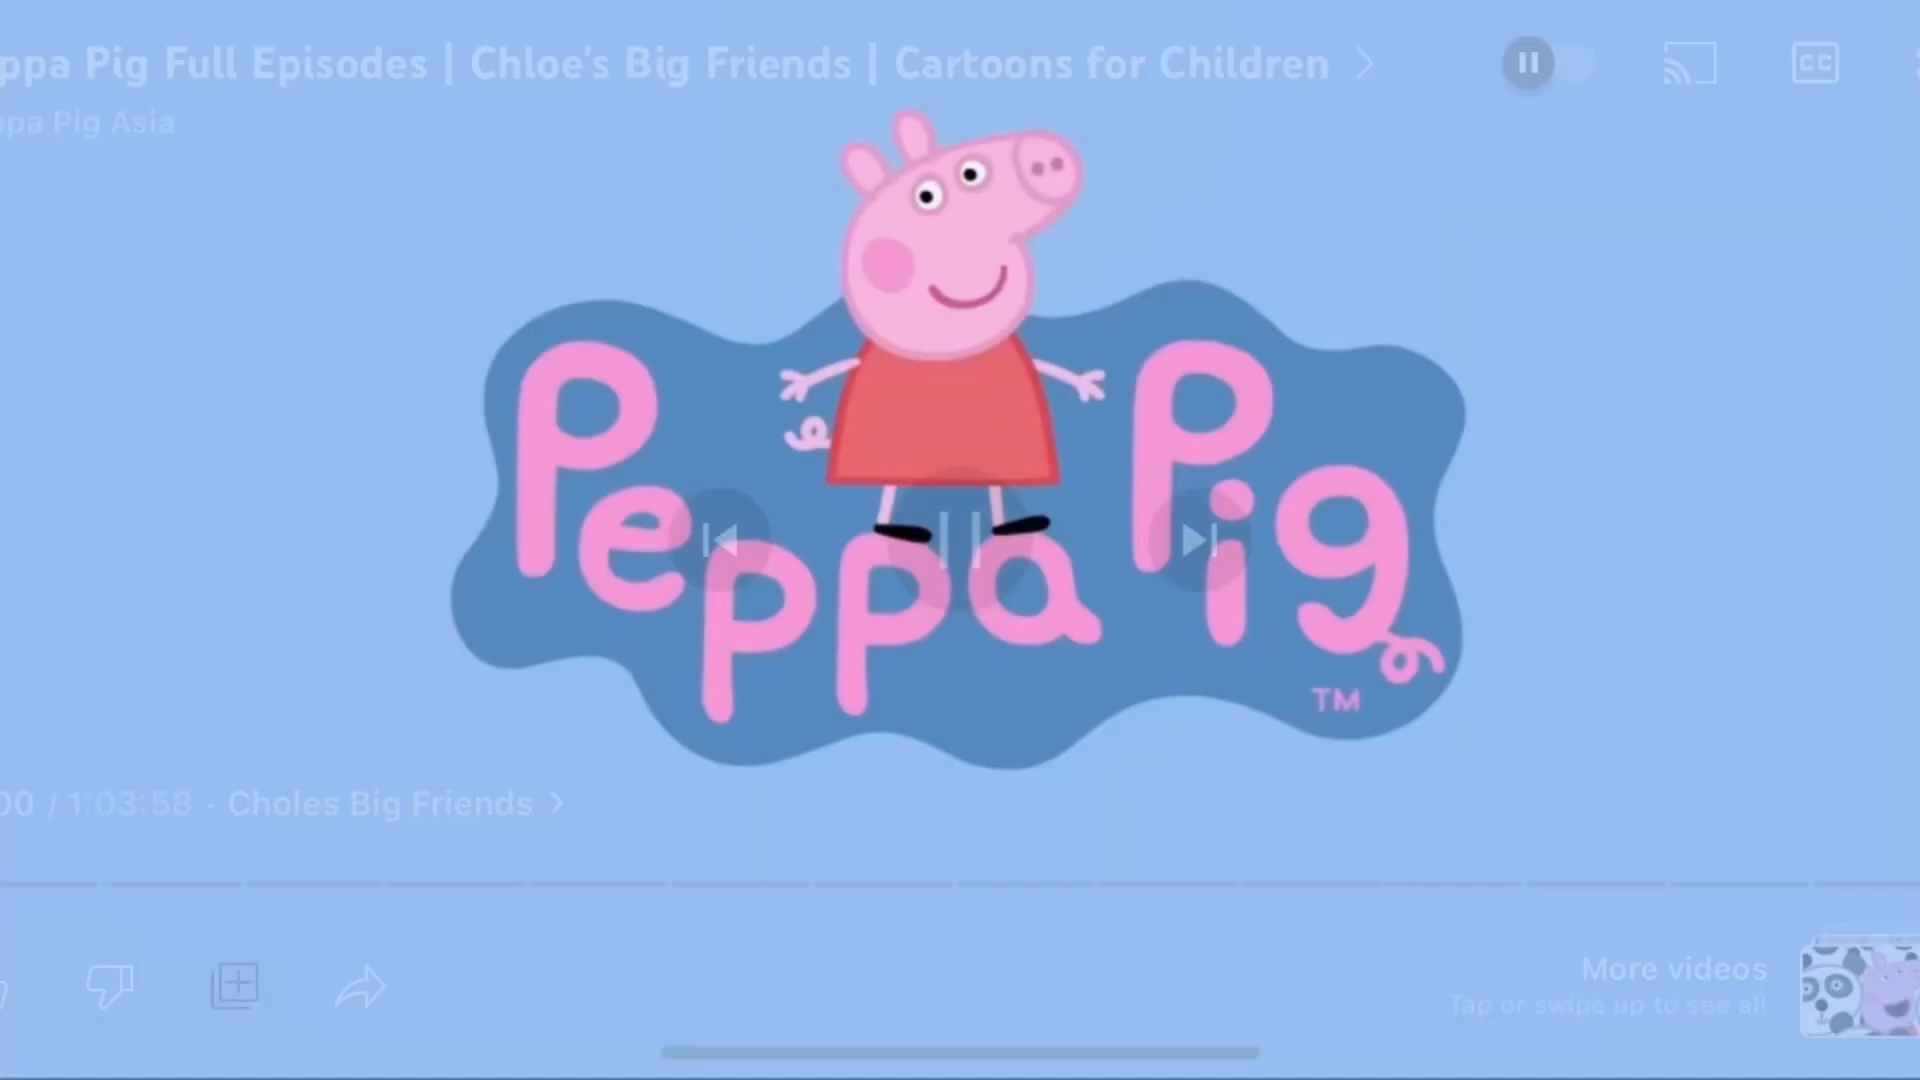 ppa Pig Full Episodes | Chloe's Big Friends | Cartoons for Children
ppa Pig Asia
CC
Peppa Pig
TM
00 / 1:03:58 · Choles Big Friends
More videos
Tap or swipe up to see all